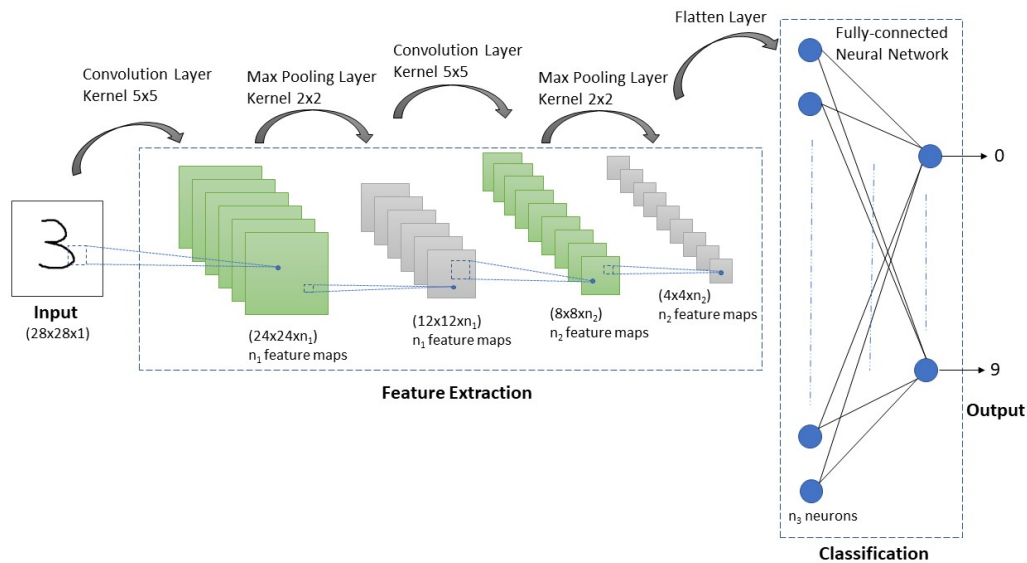 Flatten Layer
Fully-connected
Neural Network
Convolution Layer
Kernel 5x5
Max Pooling Layer
Kernel 2x2
Convolution Layer
Kernel 5x5
Max Pooling Layer
Kernel 2x2
3
Input
(28x28x1)
(24x24xn₁)
n₁ feature maps
(12x12xn₁)
n₁ feature maps
(8x8xn₂)
n₂ feature maps
(4x4xn₂)
n₂ feature maps
Feature Extraction
0
9
Output
n₃ neurons
Classification